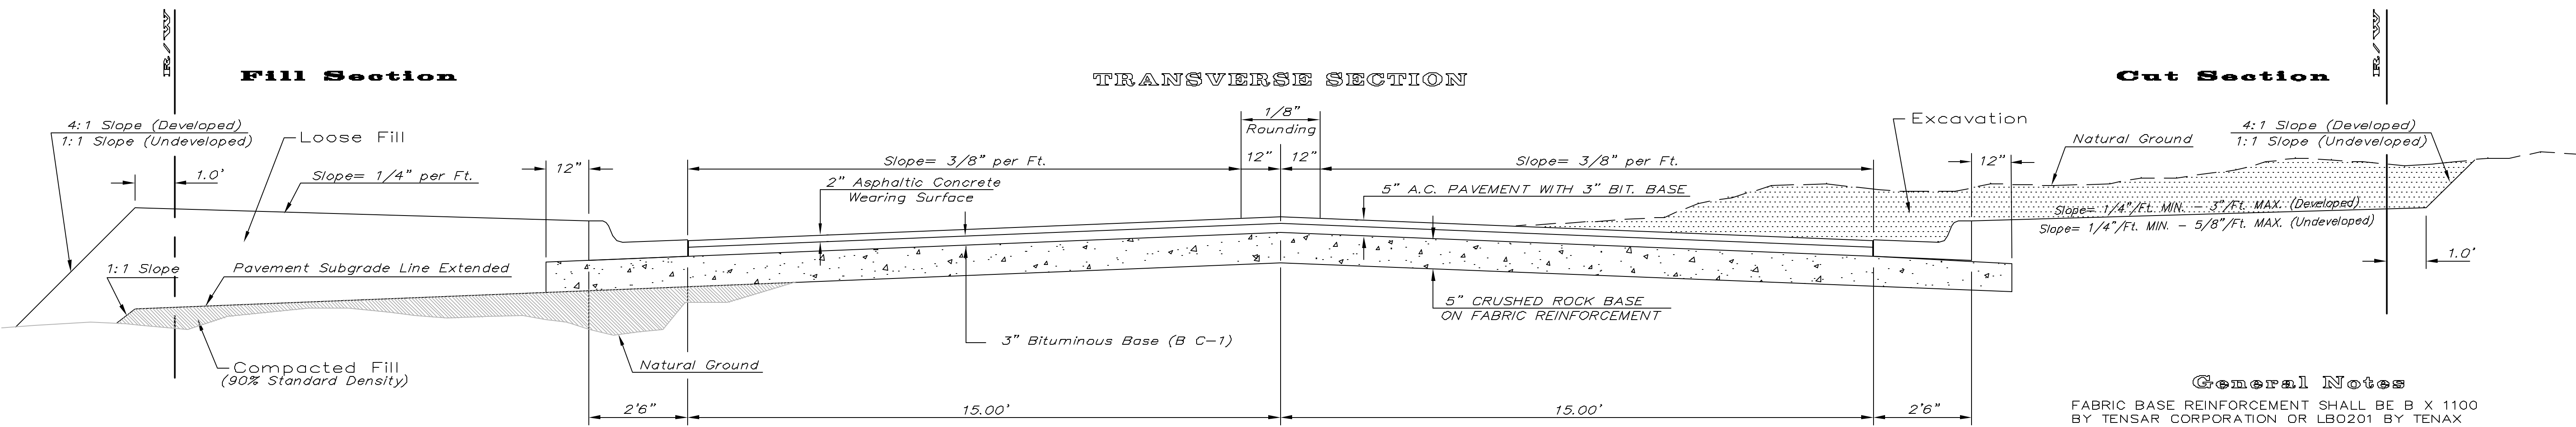 R/W
Fill Section
TRANSVERSE SECTION
Cut Section
R/W
4:1 Slope (Developed)
1:1 Slope (Undeveloped)
Loose Fill
1.0'
Slope= 1/4" per Ft.
12"
Slope= 3/8" per Ft.
1/8"
Rounding
12"
12"
Slope= 3/8" per Ft.
2" Asphaltic Concrete
Wearing Surface
5" A.C. PAVEMENT WITH 3" BIT. BASE
Excavation
Natural Ground
12"
4:1 Slope (Developed)
1:1 Slope (Undeveloped)
Slope= 1/4"/Ft. MIN. - 3"/Ft. MAX. (Developed)
Slope= 1/4"/Ft. MIN - 5/8"/Ft. MAX. (Undeveloped)
1.0'
1:1 Slope
Pavement Subgrade Line Extended
5" CRUSHED ROCK BASE
ON FABRIC REINFORCEMENT
3" Bituminous Base (B C-1)
Compacted Fill
(90% Standard Density)
Natural Ground
2'6"
15.00'
15.00'
2'6"
General Notes
FABRIC BASE REINFORCEMENT SHALL BE B X 1100
BY TENSAR CORPORATION OR LBO201 BY TENAX